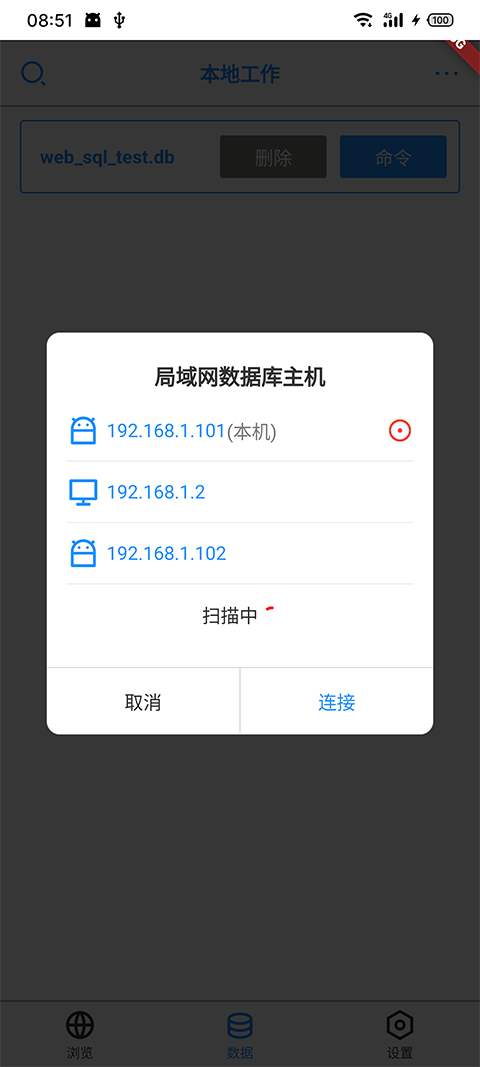 08:51 4G 100
本地工作
web_sql_test.db 删除 命令
局域网数据库主机
192.168.1.101(本机)
192.168.1.2
192.168.1.102
扫描中
取消 连接
浏览 数据 设置